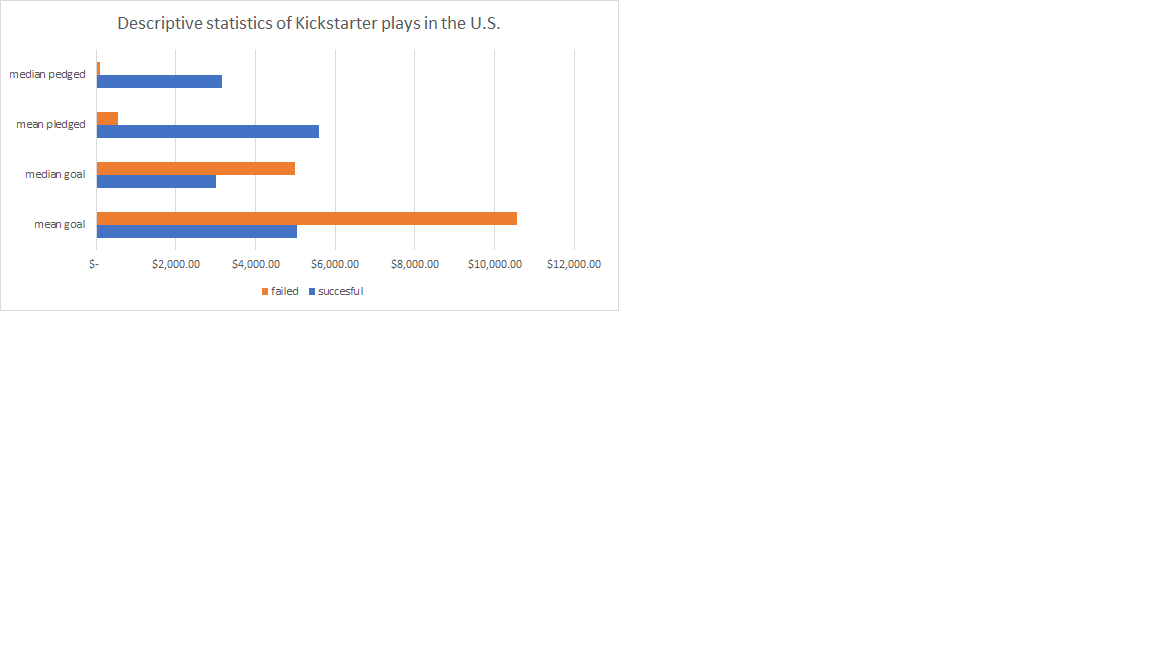 Descriptive statistics of Kickstarter plays in the U.S.
median pedged
mean pledged
median goal
mean goal
$- $2,000.00 $4,000.00 $6,000.00 $8,000.00 $10,000.00 $12,000.00
failed succesful